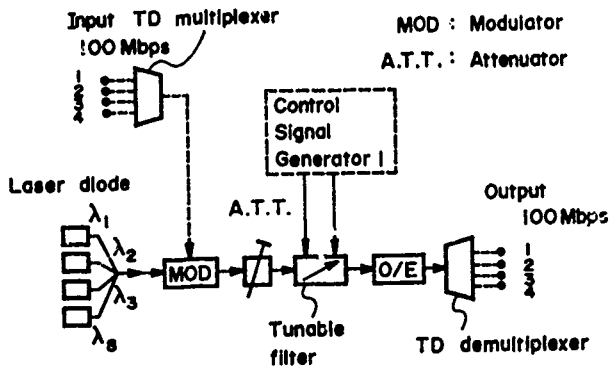 Input TD multiplexer
100 Mbps
1
2
3
4
MOD : Modulator
A.T.T. : Attenuator
Control
Signal
Generator 1
Laser diode
λ1
λ2
λ3
λ8
A.T.T.
MOD
O/E
Output
100 Mbps
1
2
3
4
Tunable
filter
TD demultiplexer